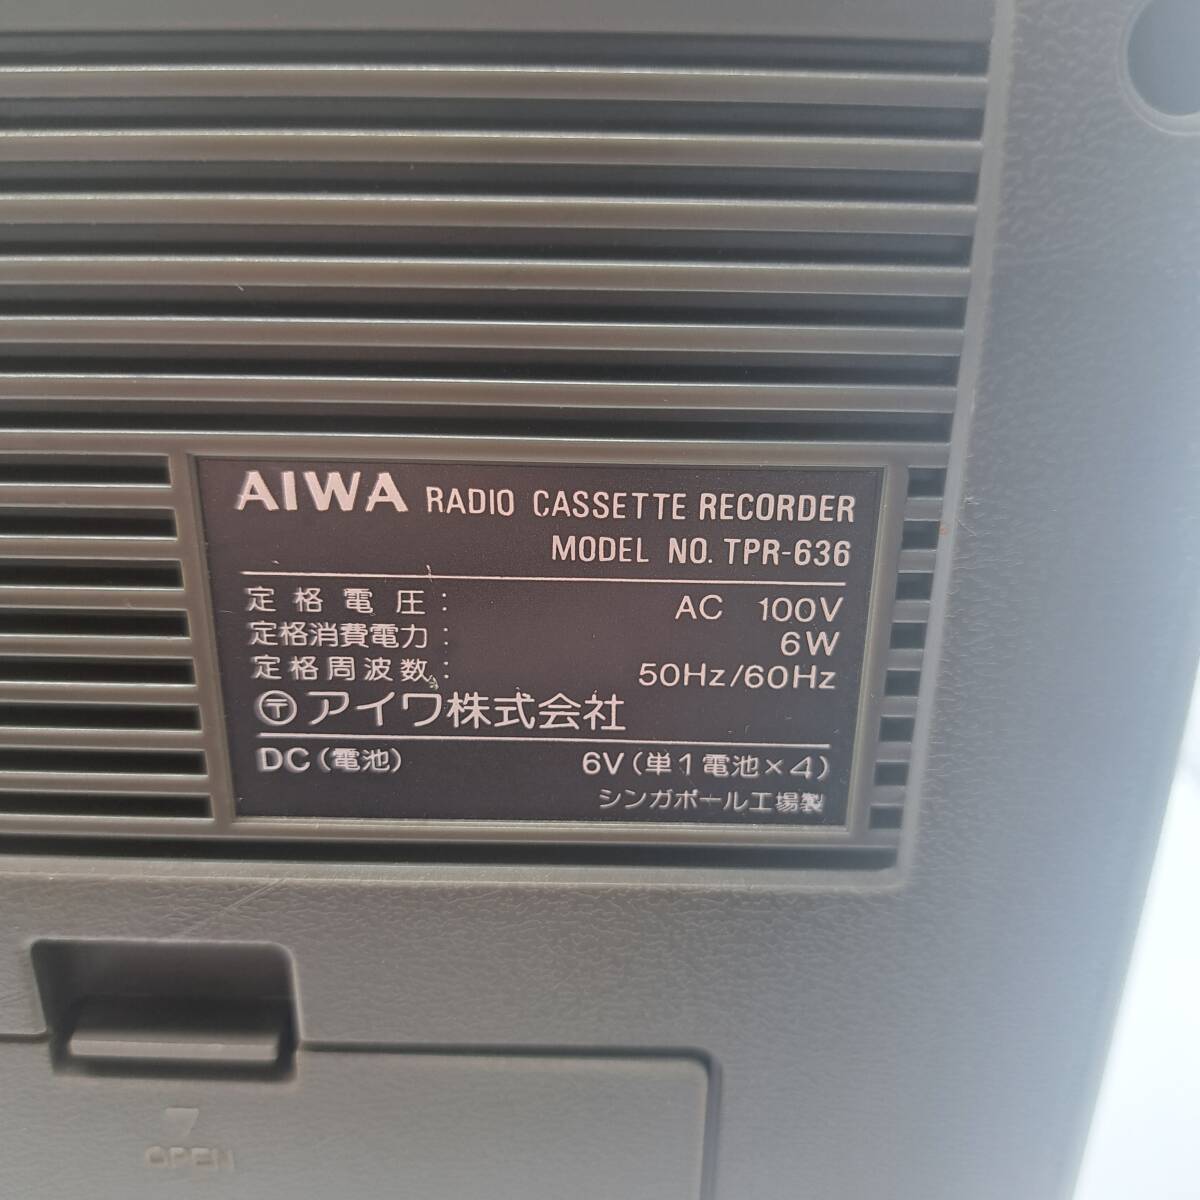 AIWA RADIO CASSETTE RECORDER
MODEL NO. TPR-636
定格電圧: AC 100V
定格消費電力: 6W
定格周波数: 50Hz/60Hz
〶アイワ株式会社
DC(電池) 6V(単1電池×4)
シンガポール工場製
OPEN